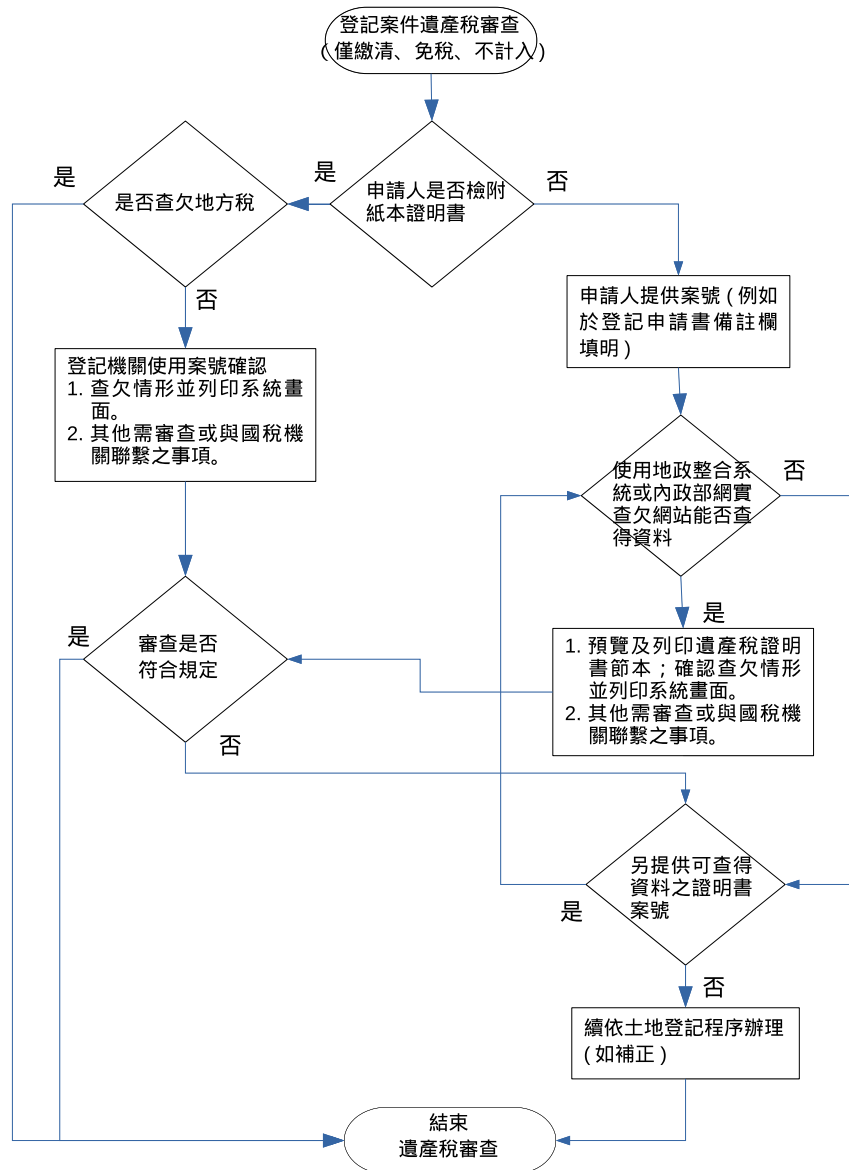 登記案件遺產稅審查
(僅繳清、免稅、不計入)
是
是否查欠地方稅
是
申請人是否檢附
紙本證明書
否
否
申請人提供案號(例如
於登記申請書備註欄
填明)
登記機關使用案號確認
1. 查欠情形並列印系統畫
面。
2. 其他需審查或與國稅機
關聯繫之事項。
使用地政整合系
統或內政部網實
查欠網站能否查
得資料
否
是
是
審查是否
符合規定
1. 預覽及列印遺產稅證明
書節本；確認查欠情形
並列印系統畫面。
2. 其他需審查或與國稅機
關聯繫之事項。
否
另提供可查得
資料之證明書
案號
是
否
續依土地登記程序辦理
(如補正)
結束
遺產稅審查